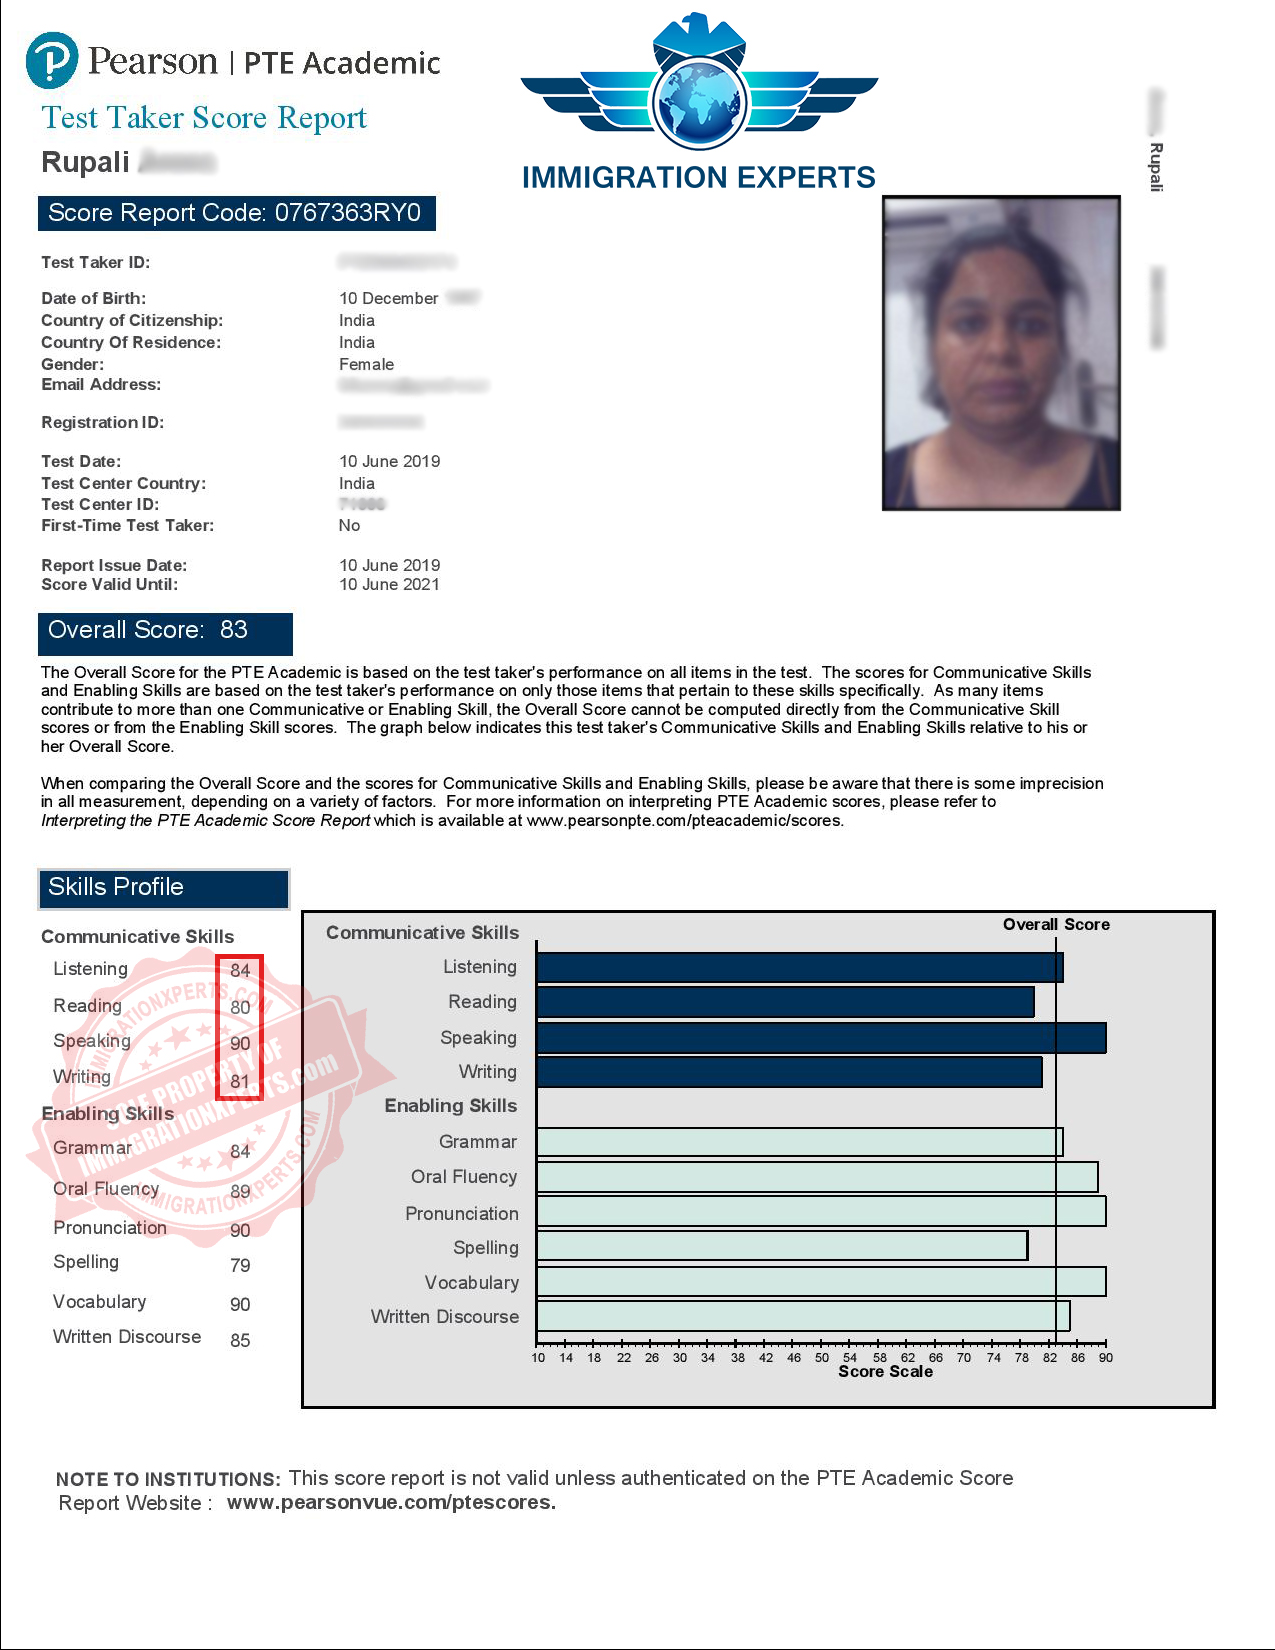 Pearson | PTE Academic
Test Taker Score Report
Rupali
IMMIGRATION EXPERTS
Rupali
Score Report Code: 0767363RY0
Test Taker ID:
Date of Birth: 10 December
Country of Citizenship: India
Country Of Residence: India
Gender: Female
Email Address:
Registration ID:
Test Date: 10 June 2019
Test Center Country: India
Test Center ID:
First-Time Test Taker: No
Report Issue Date: 10 June 2019
Score Valid Until: 10 June 2021
Overall Score: 83
The Overall Score for the PTE Academic is based on the test taker's performance on all items in the test. The scores for Communicative Skills
and Enabling Skills are based on the test taker's performance on only those items that pertain to these skills specifically. As many items
contribute to more than one Communicative or Enabling Skill, the Overall Score cannot be computed directly from the Communicative Skill
scores or from the Enabling Skill scores. The graph below indicates this test taker's Communicative Skills and Enabling Skills relative to his or
her Overall Score.
When comparing the Overall Score and the scores for Communicative Skills and Enabling Skills, please be aware that there is some imprecision
in all measurement, depending on a variety of factors. For more information on interpreting PTE Academic scores, please refer to
Interpreting the PTE Academic Score Report which is available at www.pearsonpte.com/pteacademic/scores.
Skills Profile
Communicative Skills
Listening 84
Reading 80
Speaking 90
Writing 81
Enabling Skills
Grammar 84
Oral Fluency 89
Pronunciation 90
Spelling 79
Vocabulary 90
Written Discourse 85
IMMIGRATIONXPERTS.COM
SOLE PROPERTY OF
IMMIGRATIONXPERTS.com
IMMIGRATIONXPERTS.COM
Overall Score
Communicative Skills
Listening
Reading
Speaking
Writing
Enabling Skills
Grammar
Oral Fluency
Pronunciation
Spelling
Vocabulary
Written Discourse
10 14 18 22 26 30 34 38 42 46 50 54 58 62 66 70 74 78 82 86 90
Score Scale
NOTE TO INSTITUTIONS: This score report is not valid unless authenticated on the PTE Academic Score
Report Website : www.pearsonvue.com/ptescores.